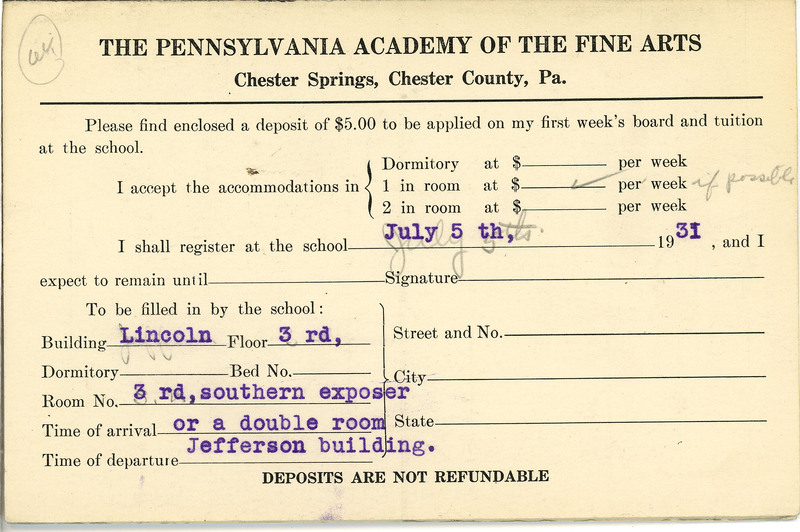 THE PENNSYLVANIA ACADEMY OF THE FINE ARTS
Chester Springs, Chester County, Pa.
Please find enclosed a deposit of $5.00 to be applied on my first week's board and tuition
at the school.
Dormitory at $ per week
I accept the accommodations in 1 in room at $ ✓ per week if possible
2 in room at $ per week
I shall register at the school July 5 th, 1931, and I
July 5th.
expect to remain until Signature
To be filled in by the school:
Building Lincoln Floor 3 rd,
Street and No.
Dormitory Bed No.
City
Room No. 3 rd, southern exposer
Time of arrival or a double room
State
Jefferson building.
Time of departure
DEPOSITS ARE NOT REFUNDABLE